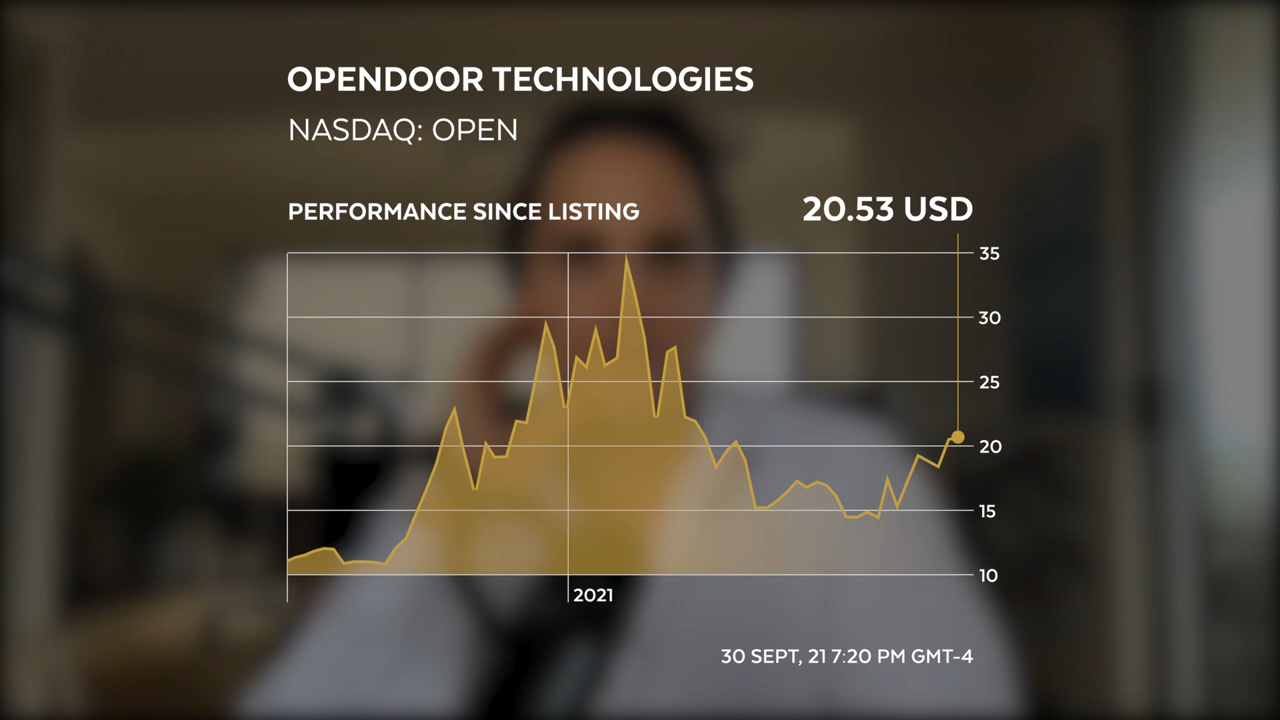 OPENDOOR TECHNOLOGIES
NASDAQ: OPEN
PERFORMANCE SINCE LISTING
20.53 USD
35
30
25
20
15
10
2021
30 SEPT, 21 7:20 PM GMT-4